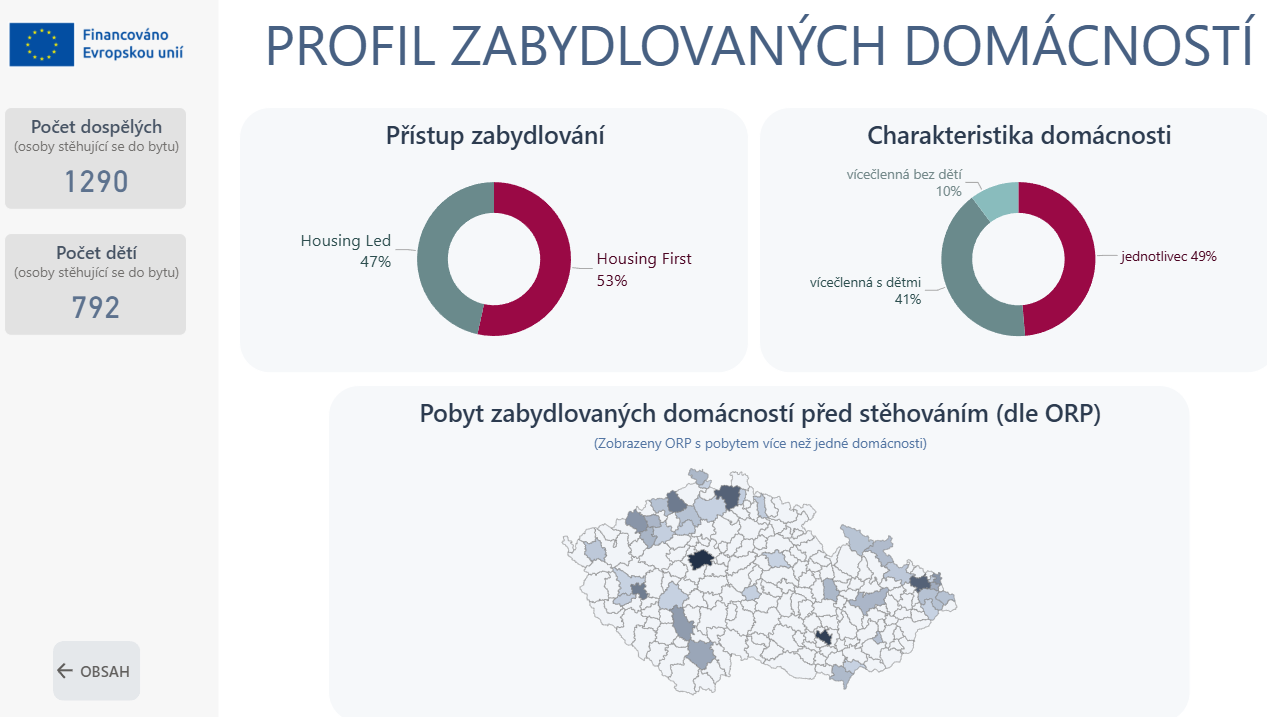 Financováno
Evropskou unií
PROFIL ZABYDLOVANÝCH DOMÁCNOSTÍ
Počet dospělých
(osoby stěhující se do bytu)
1290
Počet dětí
(osoby stěhující se do bytu)
792
Přístup zabydlování
Housing Led
47%
Housing First
53%
Charakteristika domácnosti
vícečlenná bez dětí
10%
jednotlivec 49%
vícečlenná s dětmi
41%
Pobyt zabydlovaných domácností před stěhováním (dle ORP)
(Zobrazeny ORP s pobytem více než jedné domácnosti)
OBSAH